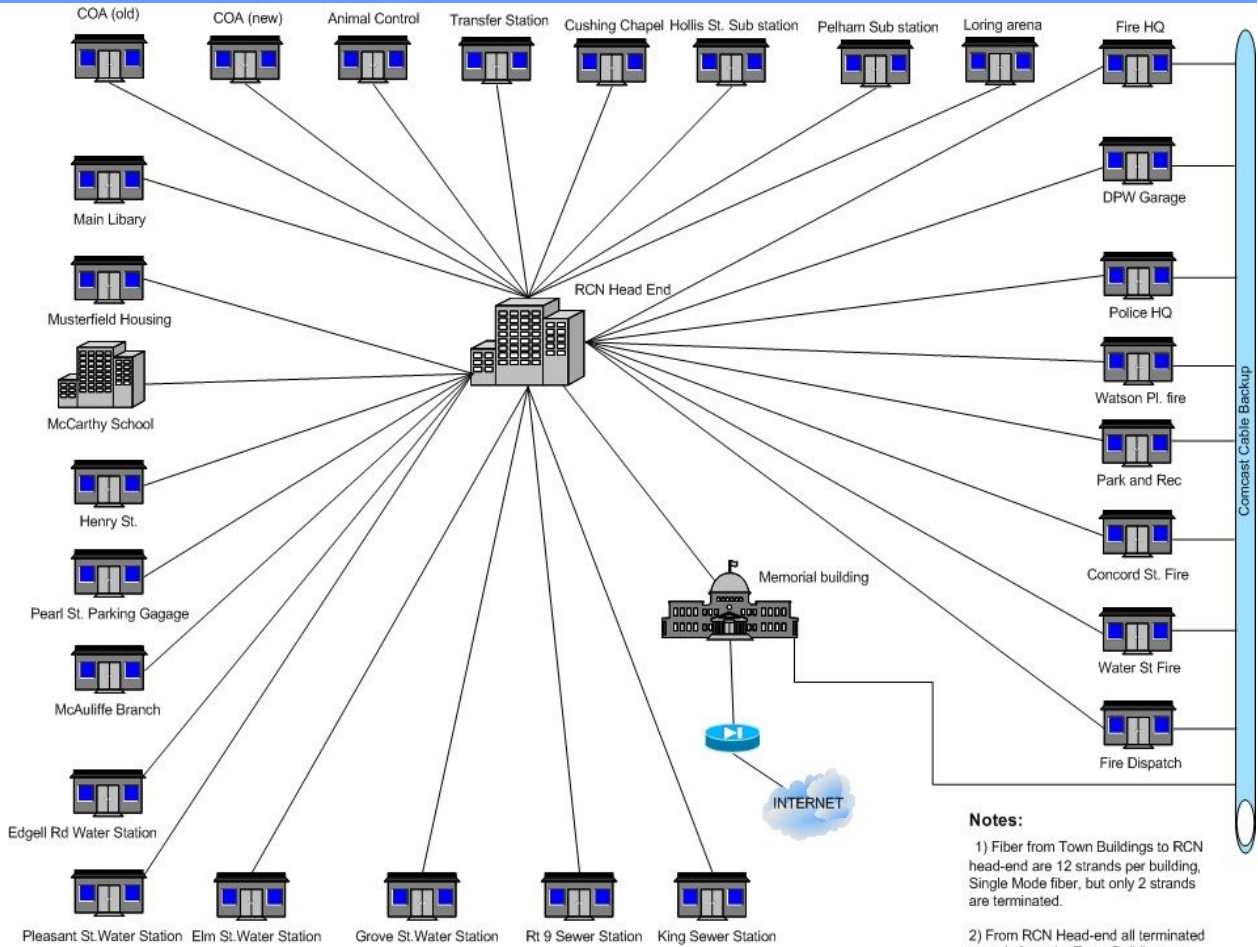 COA (old)
COA (new)
Animal Control
Transfer Station
Cushing Chapel
Hollis St. Sub station
Pelham Sub station
Loring arena
Fire HQ
Main Libary
DPW Garage
Musterfield Housing
RCN Head End
Police HQ
McCarthy School
Watson Pl. fire
Comcast Cable Backup
Park and Rec
Henry St.
Memorial building
Concord St. Fire
Pearl St. Parking Gagage
Water St Fire
McAuliffe Branch
Fire Dispatch
INTERNET
Edgell Rd Water Station
Notes:
1) Fiber from Town Buildings to RCN
head-end are 12 strands per building,
Single Mode fiber, but only 2 strands
are terminated.
Pleasant St.Water Station
Elm St.Water Station
Grove St.Water Station
Rt 9 Sewer Station
King Sewer Station
2) From RCN Head-end all terminated